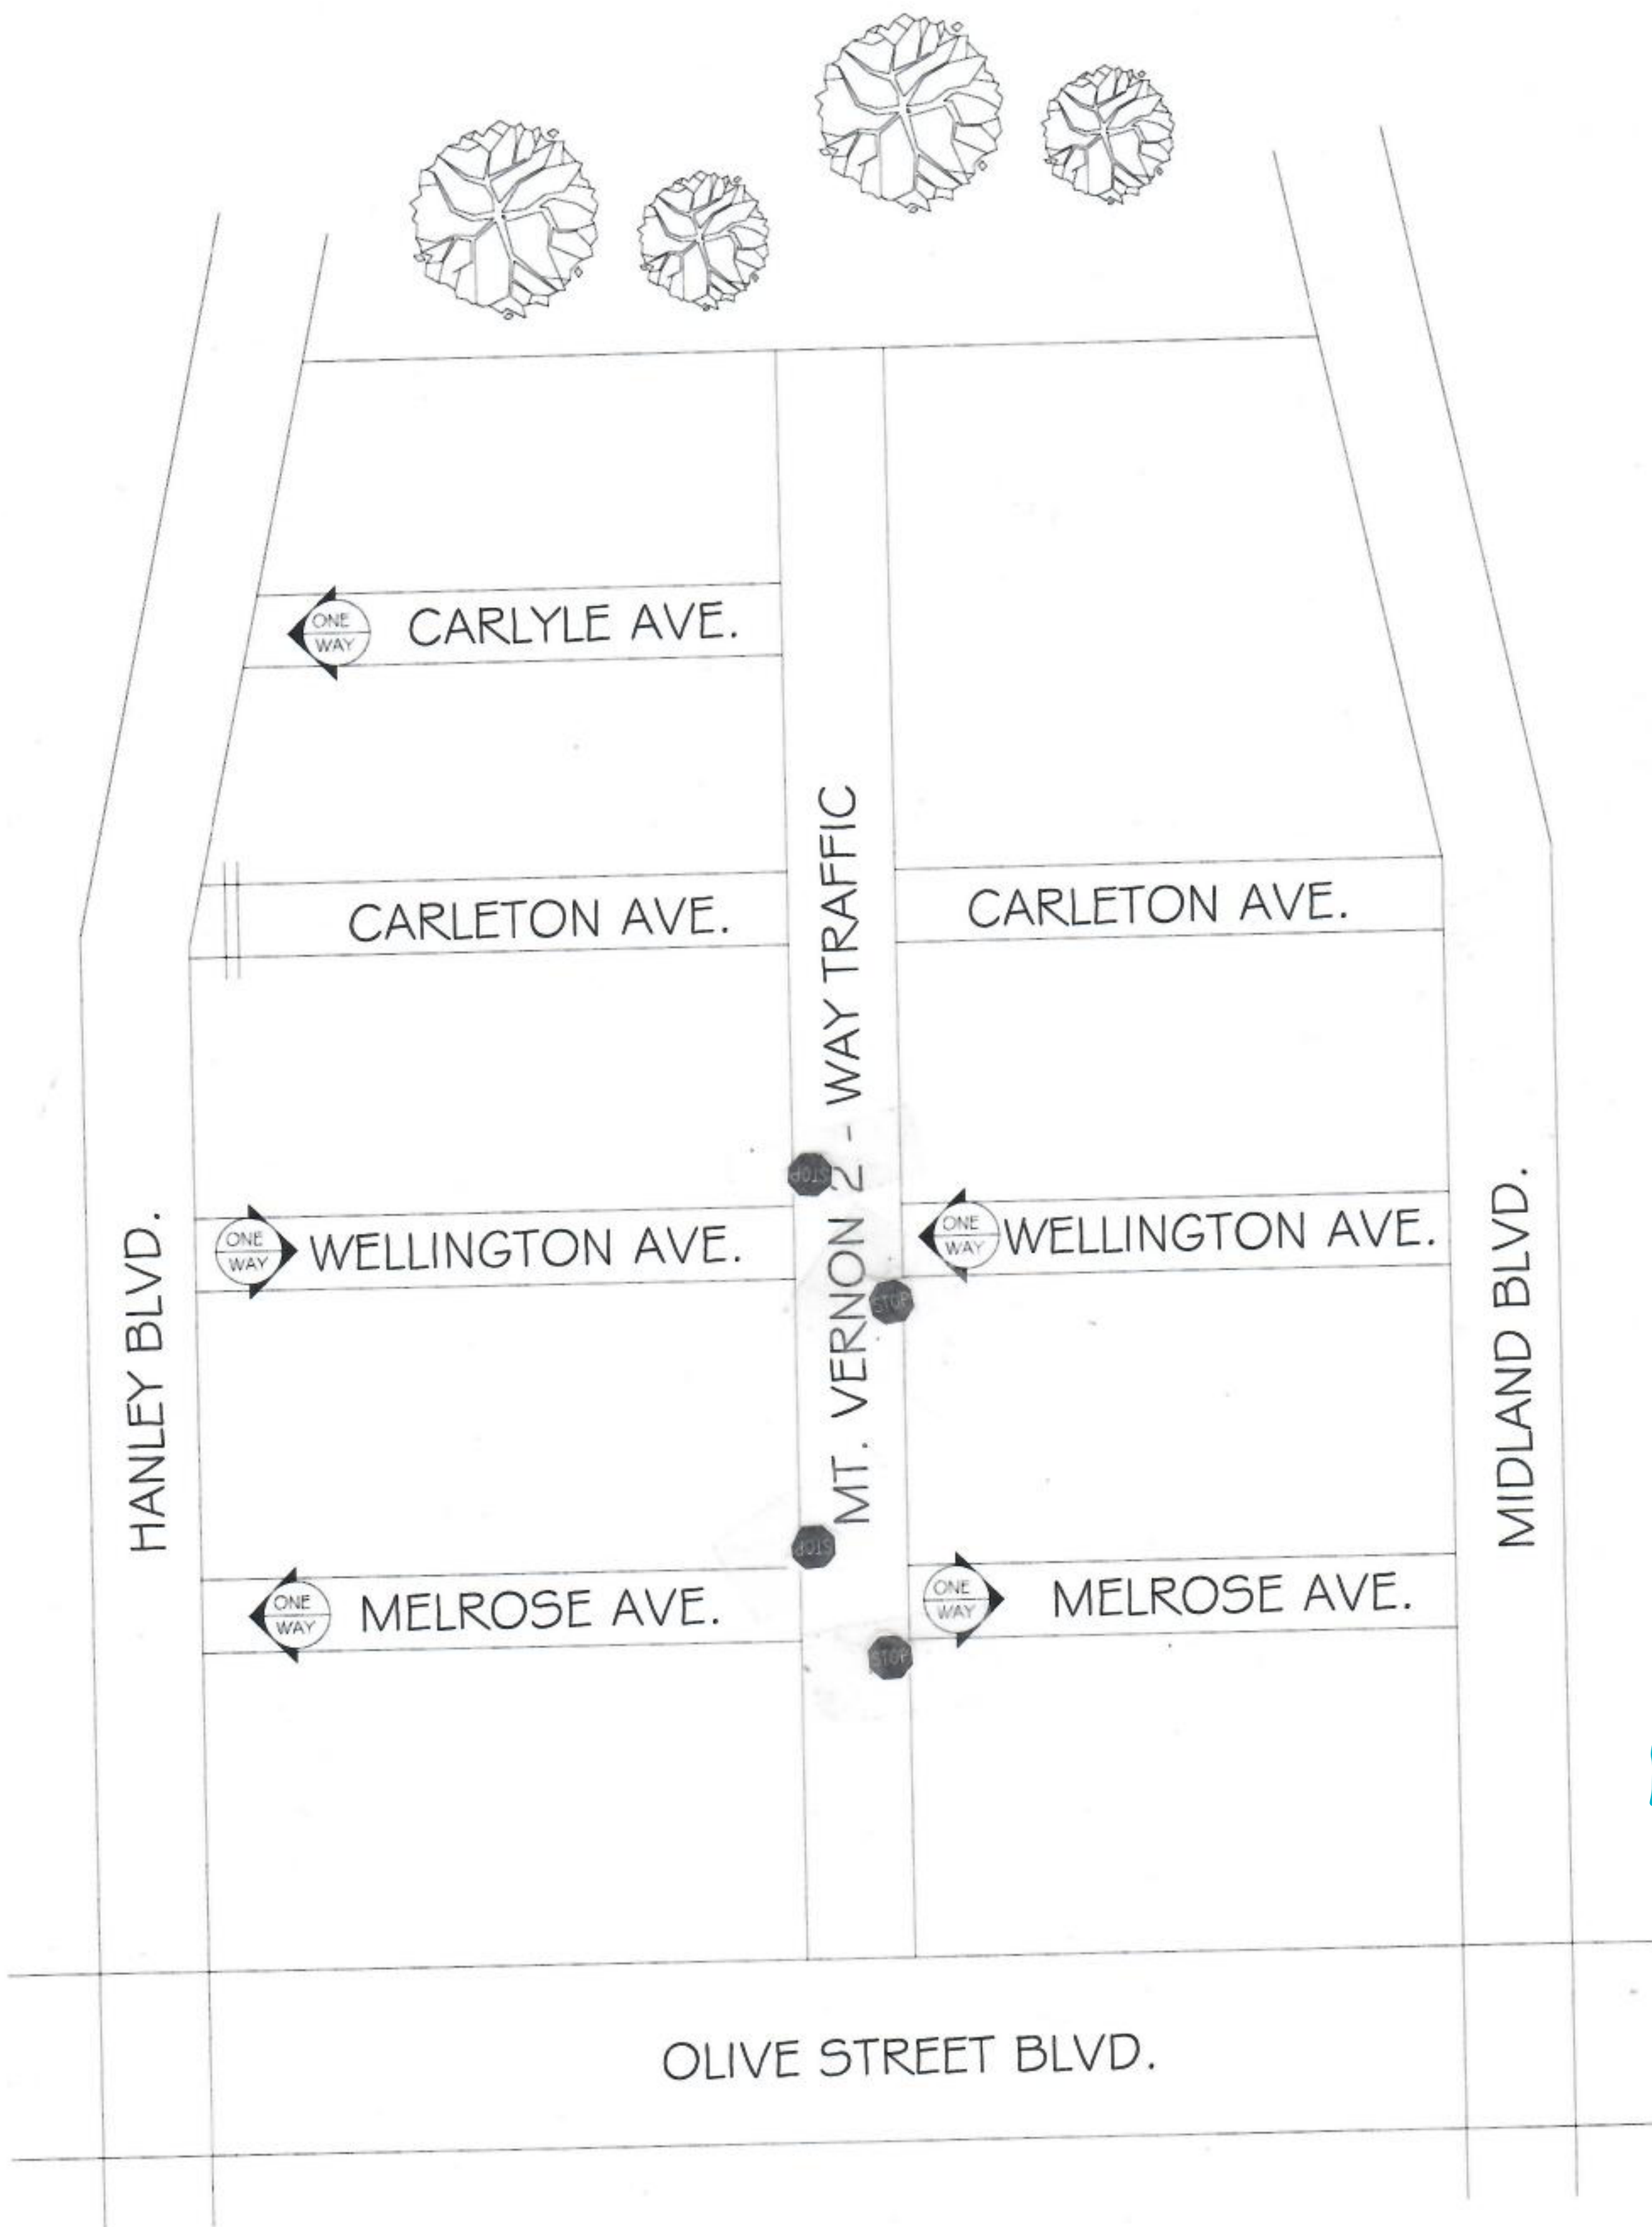 ONE
WAY
CARLYLE AVE.
CARLETON AVE.
CARLETON AVE.
MT. VERNON 2 - WAY TRAFFIC
STOP
ONE
WAY
WELLINGTON AVE.
ONE
WAY
WELLINGTON AVE.
STOP
HANLEY BLVD.
MIDLAND BLVD.
STOP
ONE
WAY
MELROSE AVE.
ONE
WAY
MELROSE AVE.
STOP
OLIVE STREET BLVD.